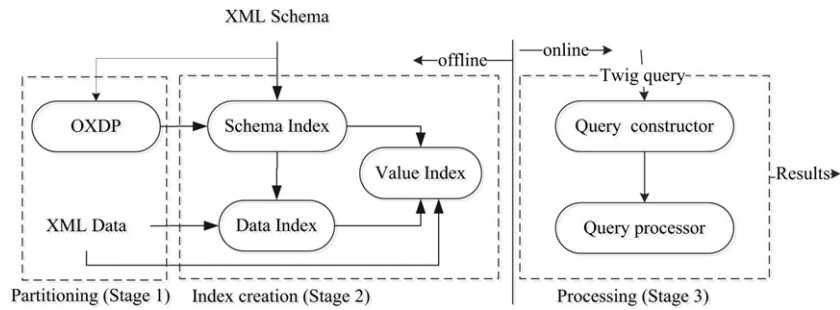 XML Schema
offline
online
Twig query
OXDP
Schema Index
Query constructor
Value Index
Results
XML Data
Data Index
Query processor
Partitioning (Stage 1)
Index creation (Stage 2)
Processing (Stage 3)